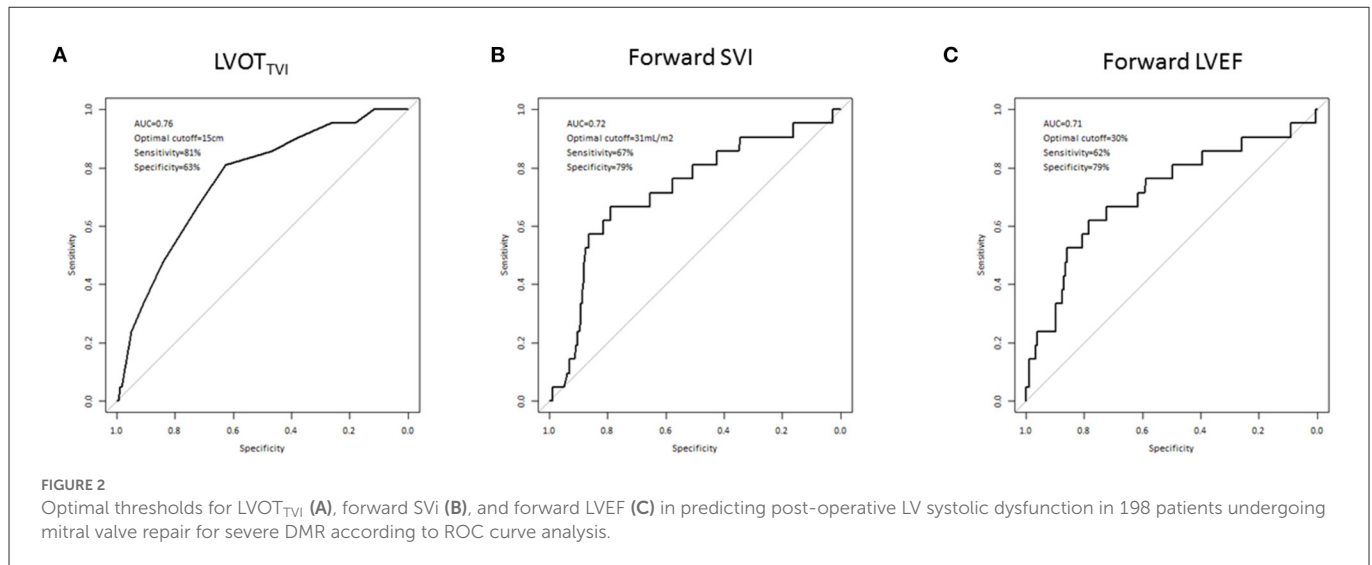 A
LVOT_TVI
AUC=0.76
Optimal cutoff=15cm
Sensitivity=81%
Specificity=63%
Sensitivity
1.0
0.8
0.6
0.4
0.2
0.0
1.0 0.8 0.6 0.4 0.2 0.0
Specificity
B
Forward SVI
AUC=0.72
Optimal cutoff=31mL/m2
Sensitivity=67%
Specificity=79%
Sensitivity
1.0
0.8
0.6
0.4
0.2
0.0
1.0 0.8 0.6 0.4 0.2 0.0
Specificity
C
Forward LVEF
AUC=0.71
Optimal cutoff=30%
Sensitivity=62%
Specificity=79%
Sensitivity
1.0
0.8
0.6
0.4
0.2
0.0
1.0 0.8 0.6 0.4 0.2 0.0
Specificity
FIGURE 2
Optimal thresholds for LVOT_TVI (A), forward SVi (B), and forward LVEF (C) in predicting post-operative LV systolic dysfunction in 198 patients undergoing
mitral valve repair for severe DMR according to ROC curve analysis.